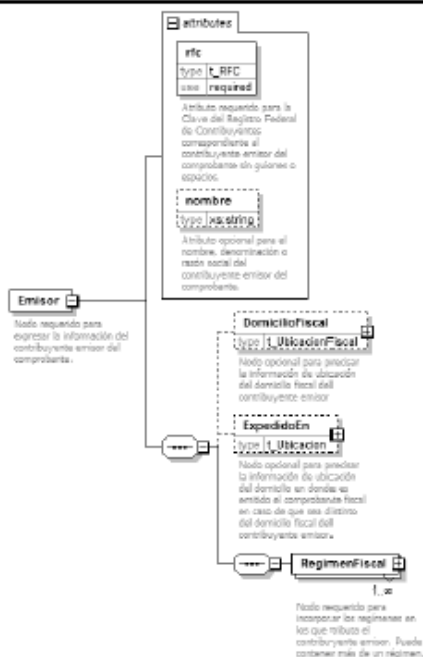 attributes
rfc
type t_RFC
use required
Atributo requerido para la
Clave del Registro Federal
de Contribuyentes
correspondiente al
contribuyente emisor del
comprobante sin guiones o
espacios.
nombre
type xs:string
Atributo opcional para el
nombre, denominación o
razón social del
contribuyente emisor del
comprobante.
Emisor
Nodo requerido para
expresar la información del
contribuyente emisor del
comprobante.
DomicilioFiscal
type t_UbicacionFiscal
Nodo opcional para precisar
la información de ubicación
del domicilio fiscal dell
contribuyente emisor
ExpedidoEn
type t_Ubicacion
Nodo opcional para precisar
la información de ubicación
del domicilio en donde es
emitido el comprobante fiscal
en caso de que sea distinto
del domicilio fiscal dell
contribuyente emisor.
RegimenFiscal
1..∞
Nodo requerido para
incorporar los regímenes en
los que tributa el
contribuyente emisor. Puede
contener más de un régimen.